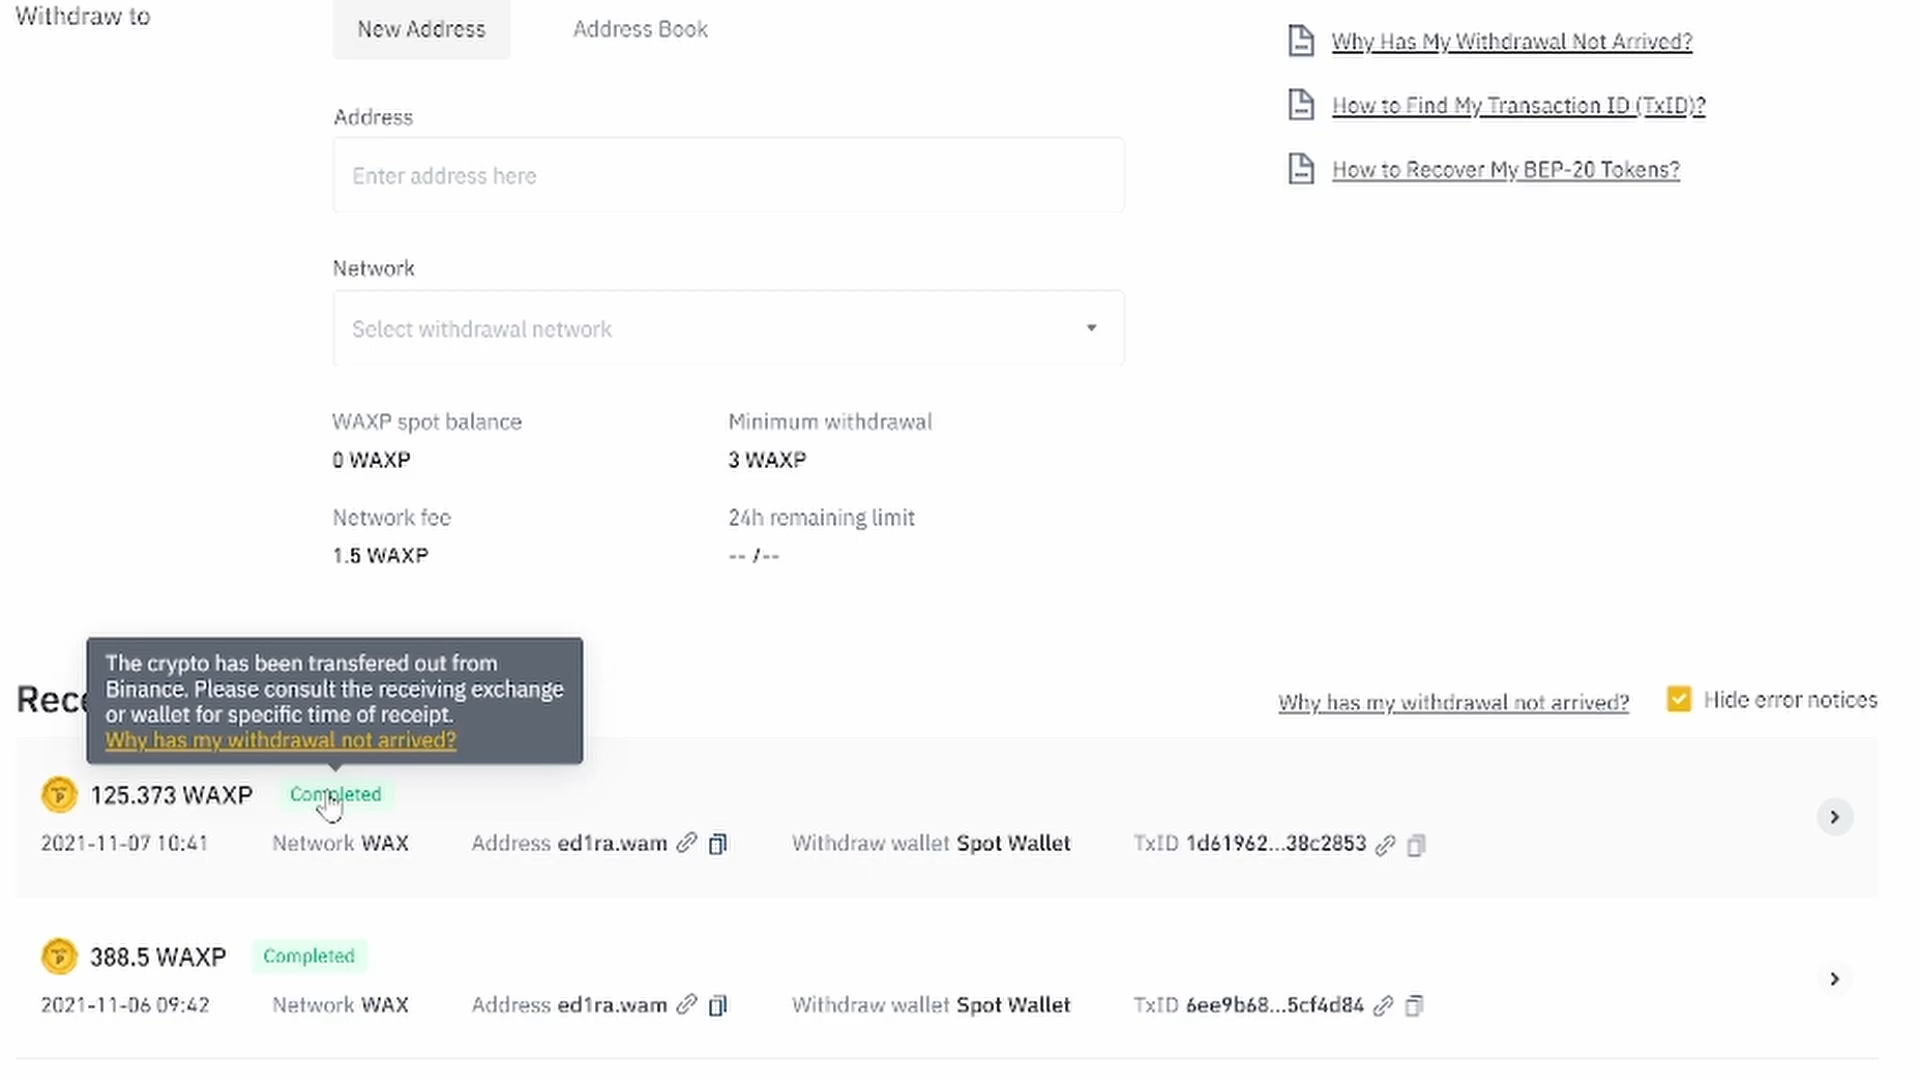 Withdraw to
New Address
Address Book
Why Has My Withdrawal Not Arrived?
How to Find My Transaction ID (TxID)?
How to Recover My BEP-20 Tokens?
Address
Enter address here
Network
Select withdrawal network
WAXP spot balance
Minimum withdrawal
0 WAXP
3 WAXP
Network fee
24h remaining limit
1.5 WAXP
-- /--
The crypto has been transfered out from
Binance. Please consult the receiving exchange
or wallet for specific time of receipt.
Why has my withdrawal not arrived?
Rece
Why has my withdrawal not arrived?
Hide error notices
125.373 WAXP Completed
2021-11-07 10:41 Network WAX Address ed1ra.wam Withdraw wallet Spot Wallet TxID 1d61962...38c2853
388.5 WAXP Completed
2021-11-06 09:42 Network WAX Address ed1ra.wam Withdraw wallet Spot Wallet TxID 6ee9b68...5cf4d84